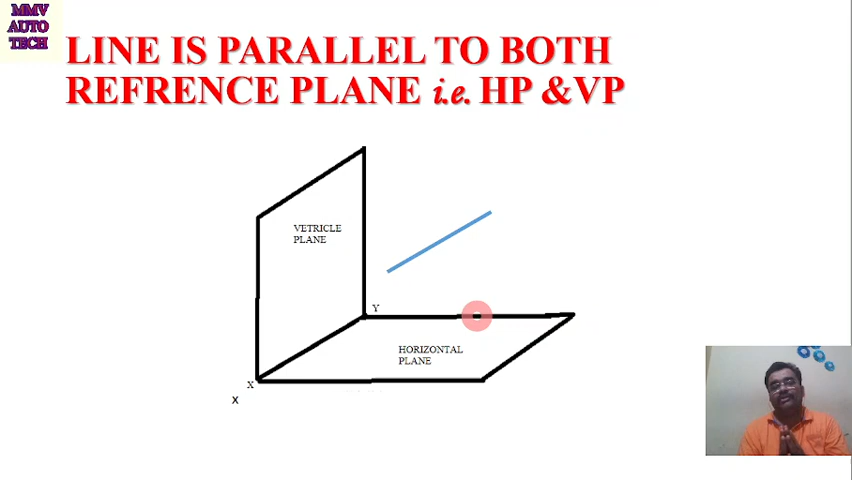 MMV
AUTO
TECH
LINE IS PARALLEL TO BOTH
REFRENCE PLANE i.e. HP &VP
VETRICLE
PLANE
Y
HORIZONTAL
PLANE
X
X